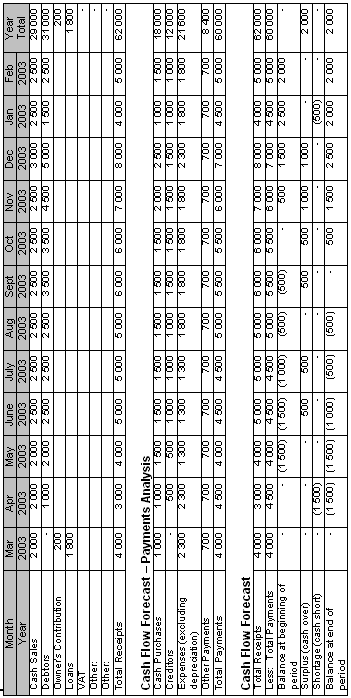 Month Mar Apr May June July Aug Sept Oct Nov Dec Jan Feb Year
Year 2003 2003 2003 2003 2003 2003 2003 2003 2003 2003 2003 2003 Total
Cash Sales 2 000 2 000 2 000 2 500 2 500 2 500 2 500 2 500 2 500 3 000 2 500 2 500 29 000
Debtors - 1 000 2 000 2 500 2 500 2 500 3 500 3 500 4 500 5 000 1 500 2 500 31 000
Owner's Contribution 200 200
Loans 1 800 1 800
VAT -
Other: -
Other: -
Total Receipts 4 000 3 000 4 000 5 000 5 000 5 000 6 000 6 000 7 000 8 000 4 000 5 000 62 000
Cash Flow Forecast – Payments Analysis
Cash Purchases 1 000 1 000 1 500 1 500 1 500 1 500 1 500 1 500 2 000 2 500 1 000 1 500 18 000
Creditors - 500 500 1 000 1 000 1 000 1 500 1 500 1 500 1 500 1 000 1 000 12 000
Expenses (excluding 2 300 2 300 1 300 1 300 1 300 1 800 1 800 1 800 1 800 2 300 1 800 1 800 21 600
depreciation)
Other Payments 700 700 700 700 700 700 700 700 700 700 700 700 8 400
Total Payments 4 000 4 500 4 000 4 500 4 500 5 000 5 500 5 500 6 000 7 000 4 500 5 000 60 000
Cash Flow Forecast
Total Receipts 4 000 3 000 4 000 5 000 5 000 5 000 6 000 6 000 7 000 8 000 4 000 5 000 62 000
Less: Total Payments 4 000 4 500 4 000 4 500 4 500 5 000 5 500 5 500 6 000 7 000 4 500 5 000 60 000
Balance at beginning of - - (1 500) (1 500) (1 000) (500) (500) - 500 1 500 2 500 2 000 -
period
Surplus (cash over) - - - 500 500 - 500 500 1 000 1 000 - - 2 000
Shortage (cash short) - (1 500) - - - - - - - - (500) - -
Balance at end of - (1 500) (1 500) (1 000) (500) (500) - 500 1 500 2 500 2 000 2 000 2 000
period